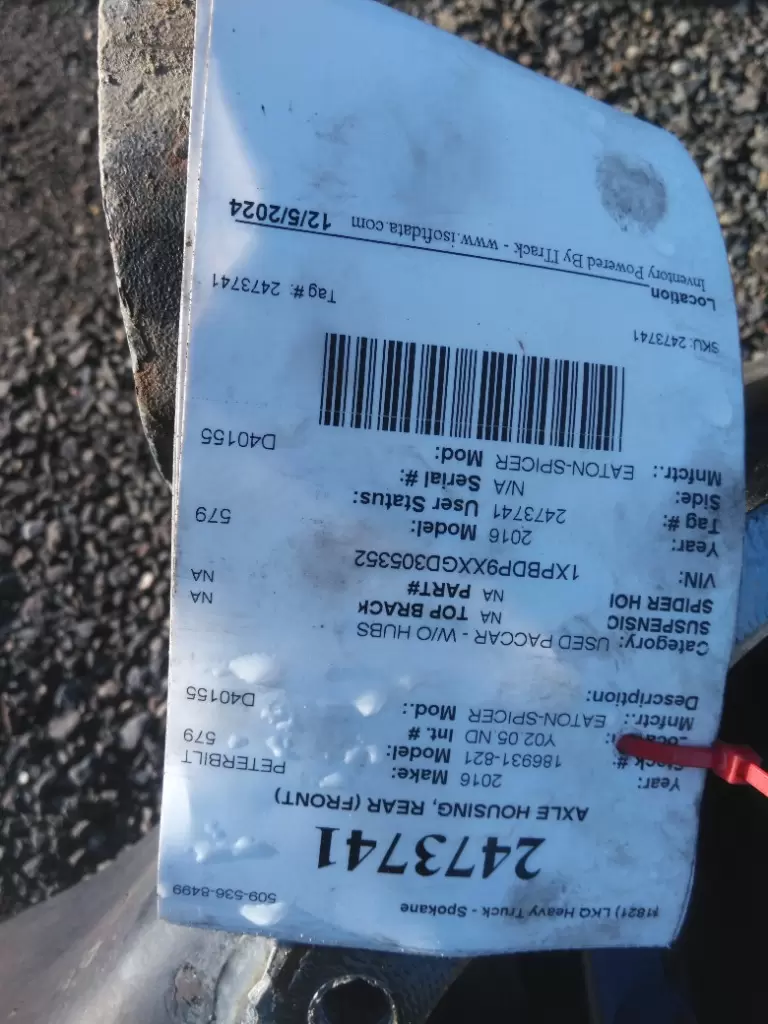 (1821) LKQ Heavy Truck - Spokane 509-536-8499
2473741
AXLE HOUSING, REAR (FRONT)
Year: 2016 Make: PETERBILT
Stock #: 186931-821 Model: 579
Y02.05.ND Int. #
Mnfctr.: EATON-SPICER Mod.: D40155
Description:
Category: USED PACCAR - W/O HUBS
SUSPENSIC NA TOP BRACK NA
SPIDER HOI NA PART# NA
VIN: 1XPBDP9XXGD305352
Year: 2016 Model: 579
Tag #: 2473741 User Status:
Side: N/A Serial #:
Mnfctr.: EATON-SPICER Mod: D40155
SKU: 2473741 Tag #: 2473741
Location
Inventory Powered By ITrack - www.isoftdata.com 12/5/2024